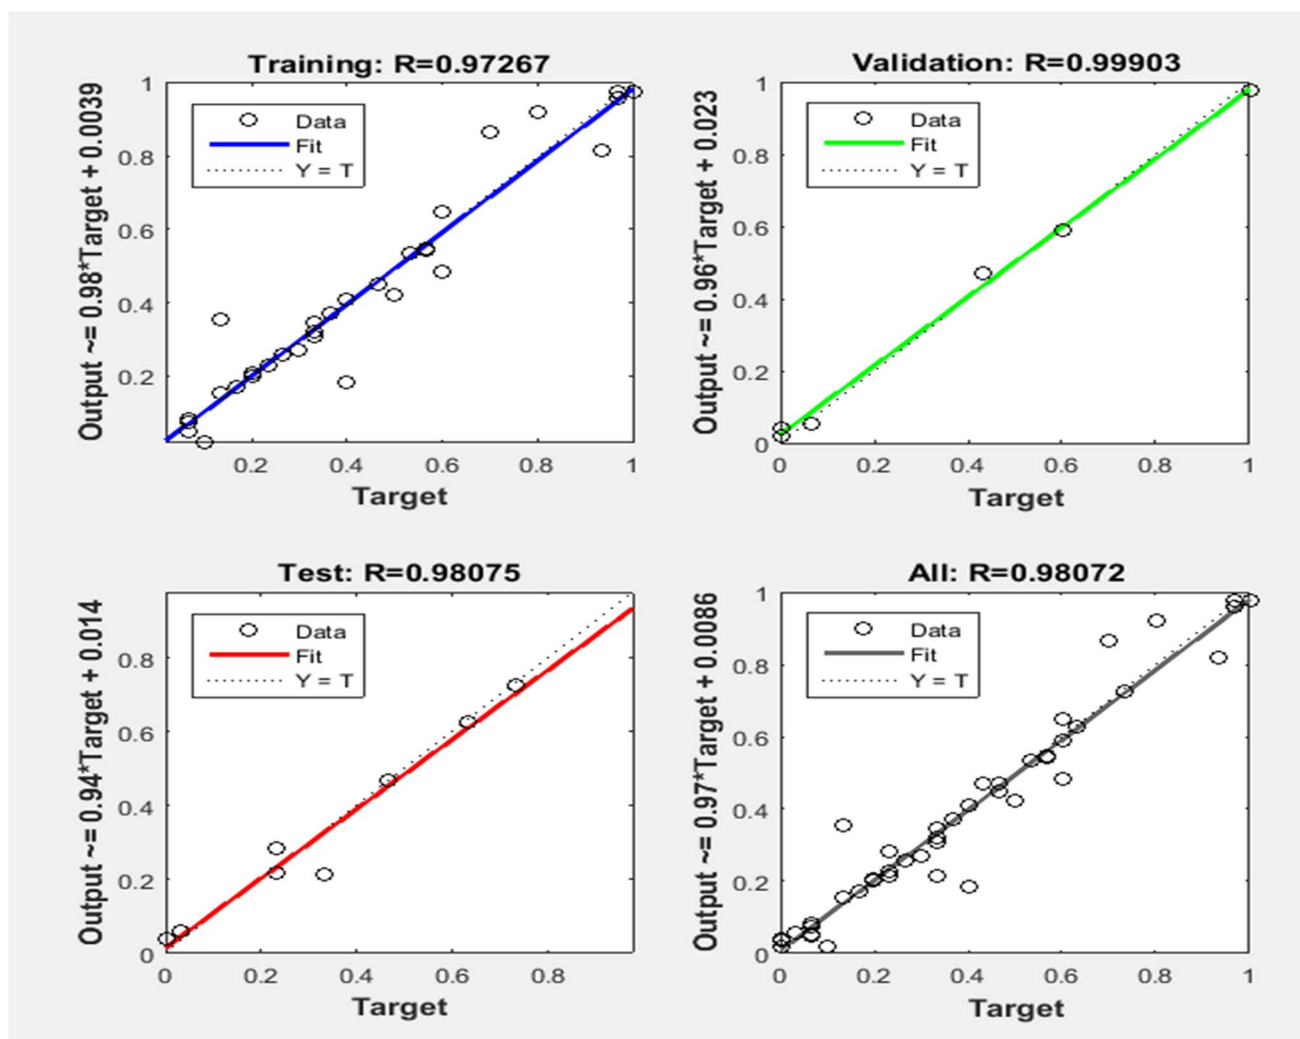 Training: R=0.97267
Output ~= 0.98*Target + 0.0039
Data
Fit
Y = T
1
0.8
0.6
0.4
0.2
0.2
0.4
0.6
0.8
1
Target
Validation: R=0.99903
Output ~= 0.96*Target + 0.023
Data
Fit
Y = T
1
0.8
0.6
0.4
0.2
0
0
0.2
0.4
0.6
0.8
1
Target
Test: R=0.98075
Output ~= 0.94*Target + 0.014
Data
Fit
Y = T
0.8
0.6
0.4
0.2
0
0
0.2
0.4
0.6
0.8
Target
All: R=0.98072
Output ~= 0.97*Target + 0.0086
Data
Fit
Y = T
1
0.8
0.6
0.4
0.2
0
0
0.2
0.4
0.6
0.8
1
Target